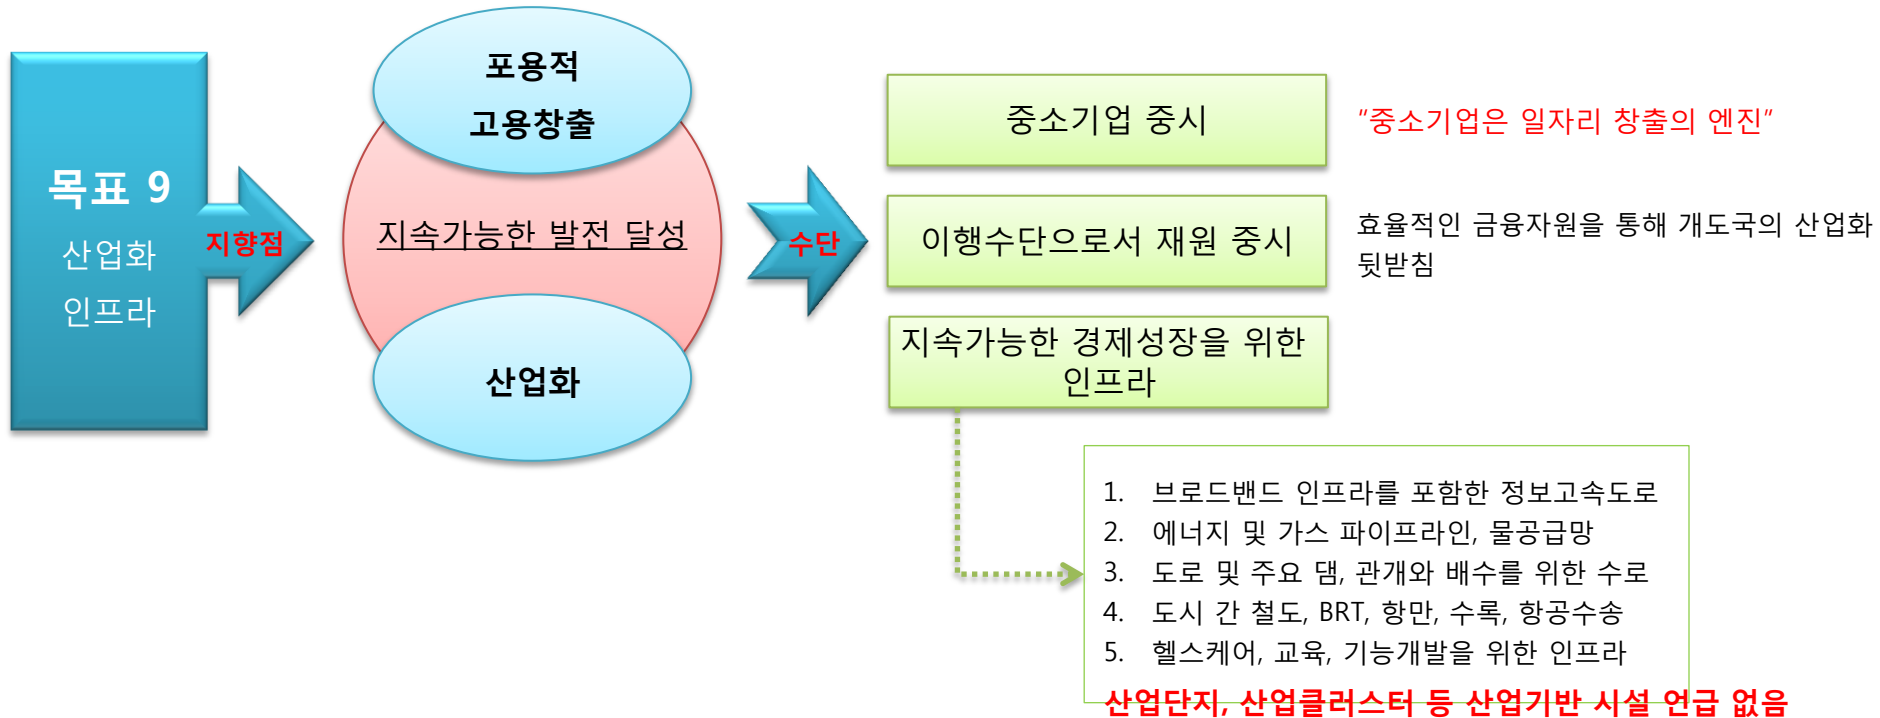 목표 9
산업화
인프라
지향점
포용적
고용창출
지속가능한 발전 달성
산업화
수단
중소기업 중시
"중소기업은 일자리 창출의 엔진"
이행수단으로서 재원 중시
효율적인 금융자원을 통해 개도국의 산업화
뒷받침
지속가능한 경제성장을 위한
인프라
1. 브로드밴드 인프라를 포함한 정보고속도로
2. 에너지 및 가스 파이프라인, 물공급망
3. 도로 및 주요 댐, 관개와 배수를 위한 수로
4. 도시 간 철도, BRT, 항만, 수록, 항공수송
5. 헬스케어, 교육, 기능개발을 위한 인프라
산업단지, 산업클러스터 등 산업기반 시설 언급 없음